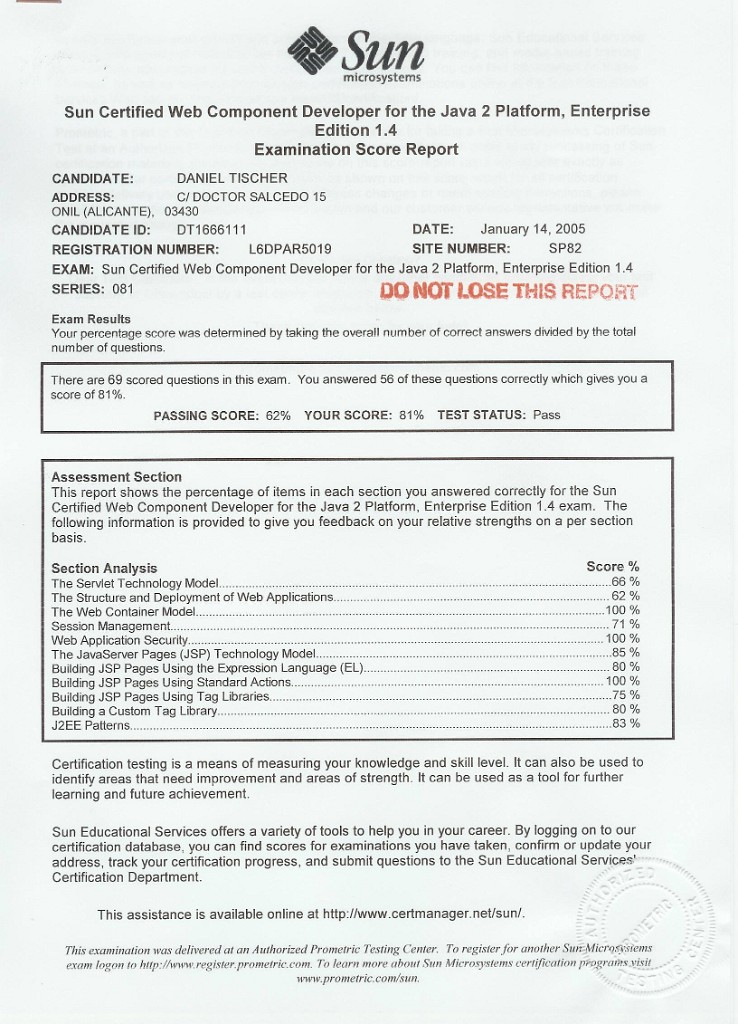 Sun
microsystems
Sun Certified Web Component Developer for the Java 2 Platform, Enterprise
Edition 1.4
Examination Score Report
CANDIDATE: DANIEL TISCHER
ADDRESS: C/ DOCTOR SALCEDO 15
ONIL (ALICANTE), 03430
CANDIDATE ID: DT1666111 DATE: January 14, 2005
REGISTRATION NUMBER: L6DPAR5019 SITE NUMBER: SP82
EXAM: Sun Certified Web Component Developer for the Java 2 Platform, Enterprise Edition 1.4
SERIES: 081 DO NOT LOSE THIS REPORT
Exam Results
Your percentage score was determined by taking the overall number of correct answers divided by the total
number of questions.
There are 69 scored questions in this exam. You answered 56 of these questions correctly which gives you a
score of 81%.
PASSING SCORE: 62% YOUR SCORE: 81% TEST STATUS: Pass
Assessment Section
This report shows the percentage of items in each section you answered correctly for the Sun
Certified Web Component Developer for the Java 2 Platform, Enterprise Edition 1.4 exam. The
following information is provided to give you feedback on your relative strengths on a per section
basis.
Section Analysis Score %
The Servlet Technology Model 66 %
The Structure and Deployment of Web Applications 62 %
The Web Container Model 100 %
Session Management 71 %
Web Application Security 100 %
The JavaServer Pages (JSP) Technology Model 85 %
Building JSP Pages Using the Expression Language (EL) 80 %
Building JSP Pages Using Standard Actions 100 %
Building JSP Pages Using Tag Libraries 75 %
Building a Custom Tag Library 80 %
J2EE Patterns 83 %
Certification testing is a means of measuring your knowledge and skill level. It can also be used to
identify areas that need improvement and areas of strength. It can be used as a tool for further
learning and future achievement.
Sun Educational Services offers a variety of tools to help you in your career. By logging on to our
certification database, you can find scores for examinations you have taken, confirm or update your
address, track your certification progress, and submit questions to the Sun Educational Services'
Certification Department.
This assistance is available online at http://www.certmanager.net/sun/.
This examination was delivered at an Authorized Prometric Testing Center. To register for another Sun Microsystems
exam logon to http://www.register.prometric.com. To learn more about Sun Microsystems certification programs visit
www.prometric.com/sun.
AUTHORIZED
PROMETRIC
TESTING CENTER